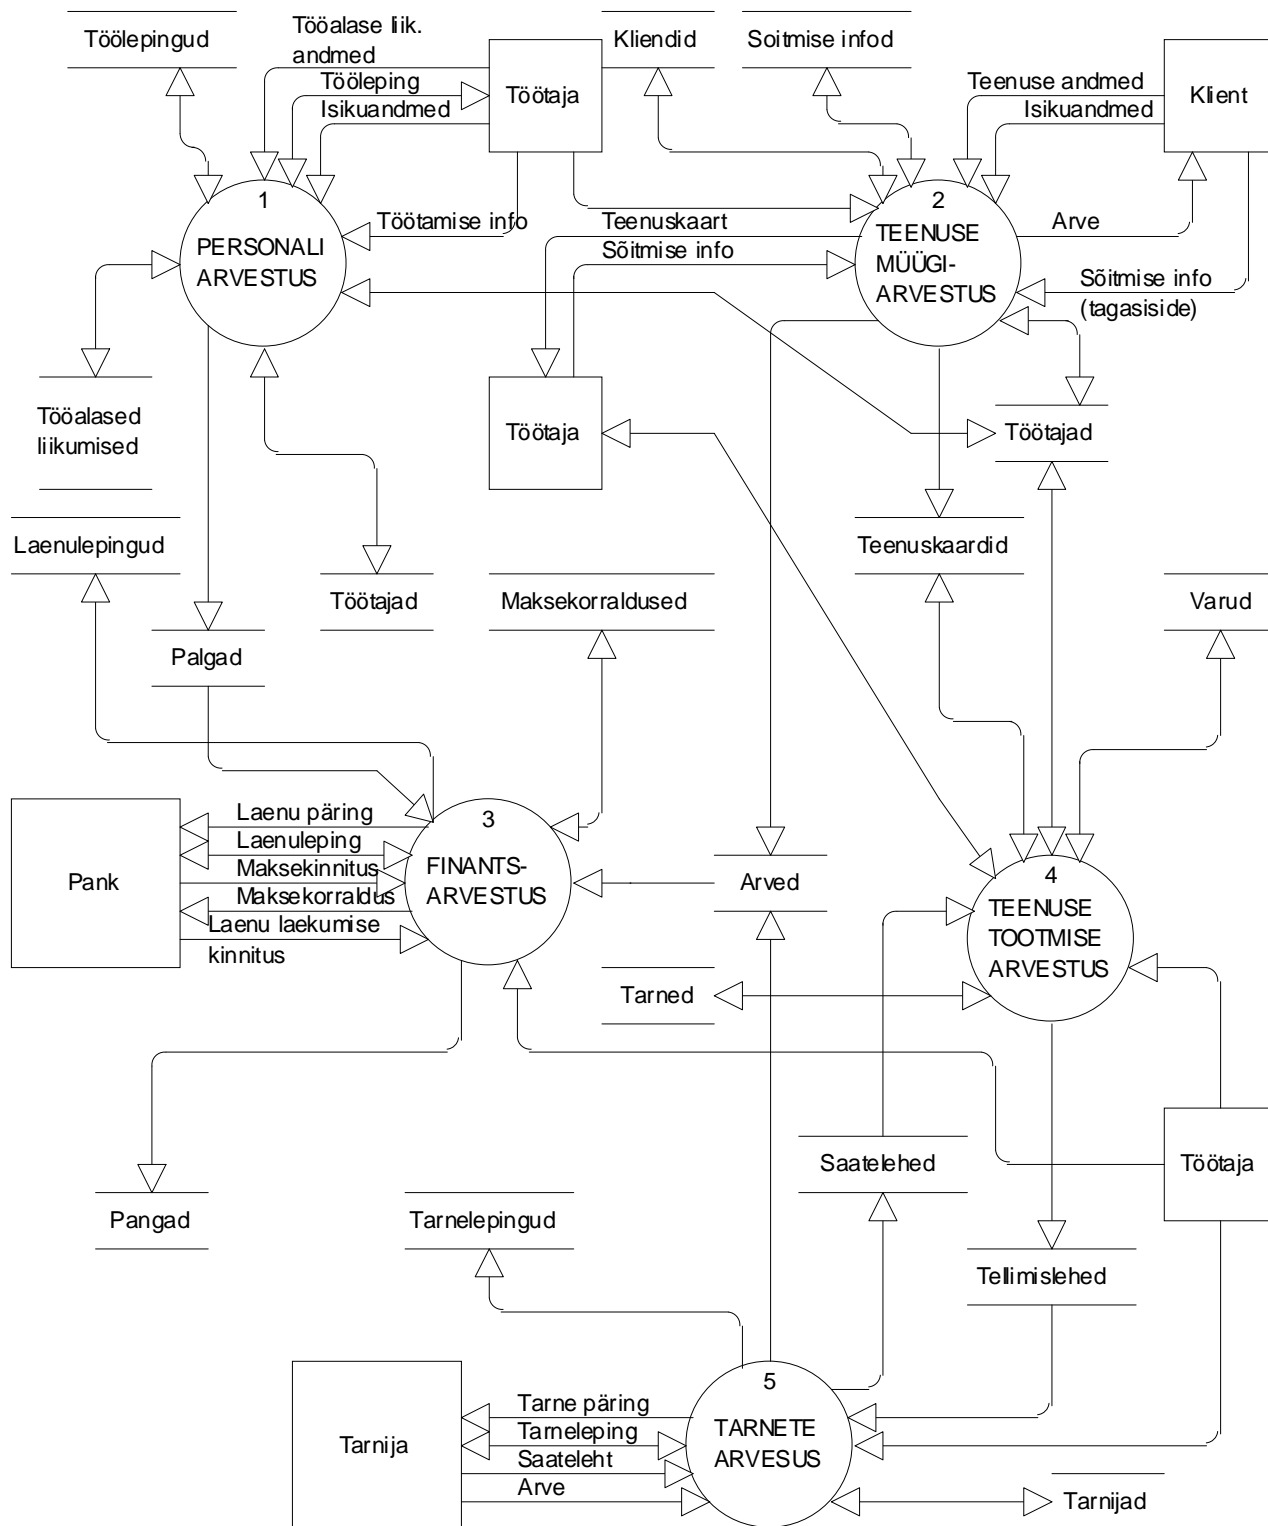 Töölepingud
Tööalase liik.
andmed
Tööleping
Isikuandmed
Töötaja
Kliendid
Soitmise infod
Teenuse andmed
Isikuandmed
Klient
1
PERSONALI
ARVESTUS
Töötamise info
Teenuskaart
Sõitmise info
2
TEENUSE
MÜÜGI-
ARVESTUS
Arve
Sõitmise info
(tagasiside)
Tööalased
liikumised
Töötaja
Töötajad
Laenulepingud
Töötajad
Maksekorraldused
Teenuskaardid
Varud
Palgad
Pank
Laenu päring
Laenuleping
Maksekinnitus
Maksekorraldus
Laenu laekumise
kinnitus
3
FINANTS-
ARVESTUS
Arved
4
TEENUSE
TOOTMISE
ARVESTUS
Tarned
Saatelehed
Töötaja
Pangad
Tarnelepingud
Tellimislehed
Tarnija
Tarne päring
Tarneleping
Saateleht
Arve
5
TARNETE
ARVESUS
Tarnijad